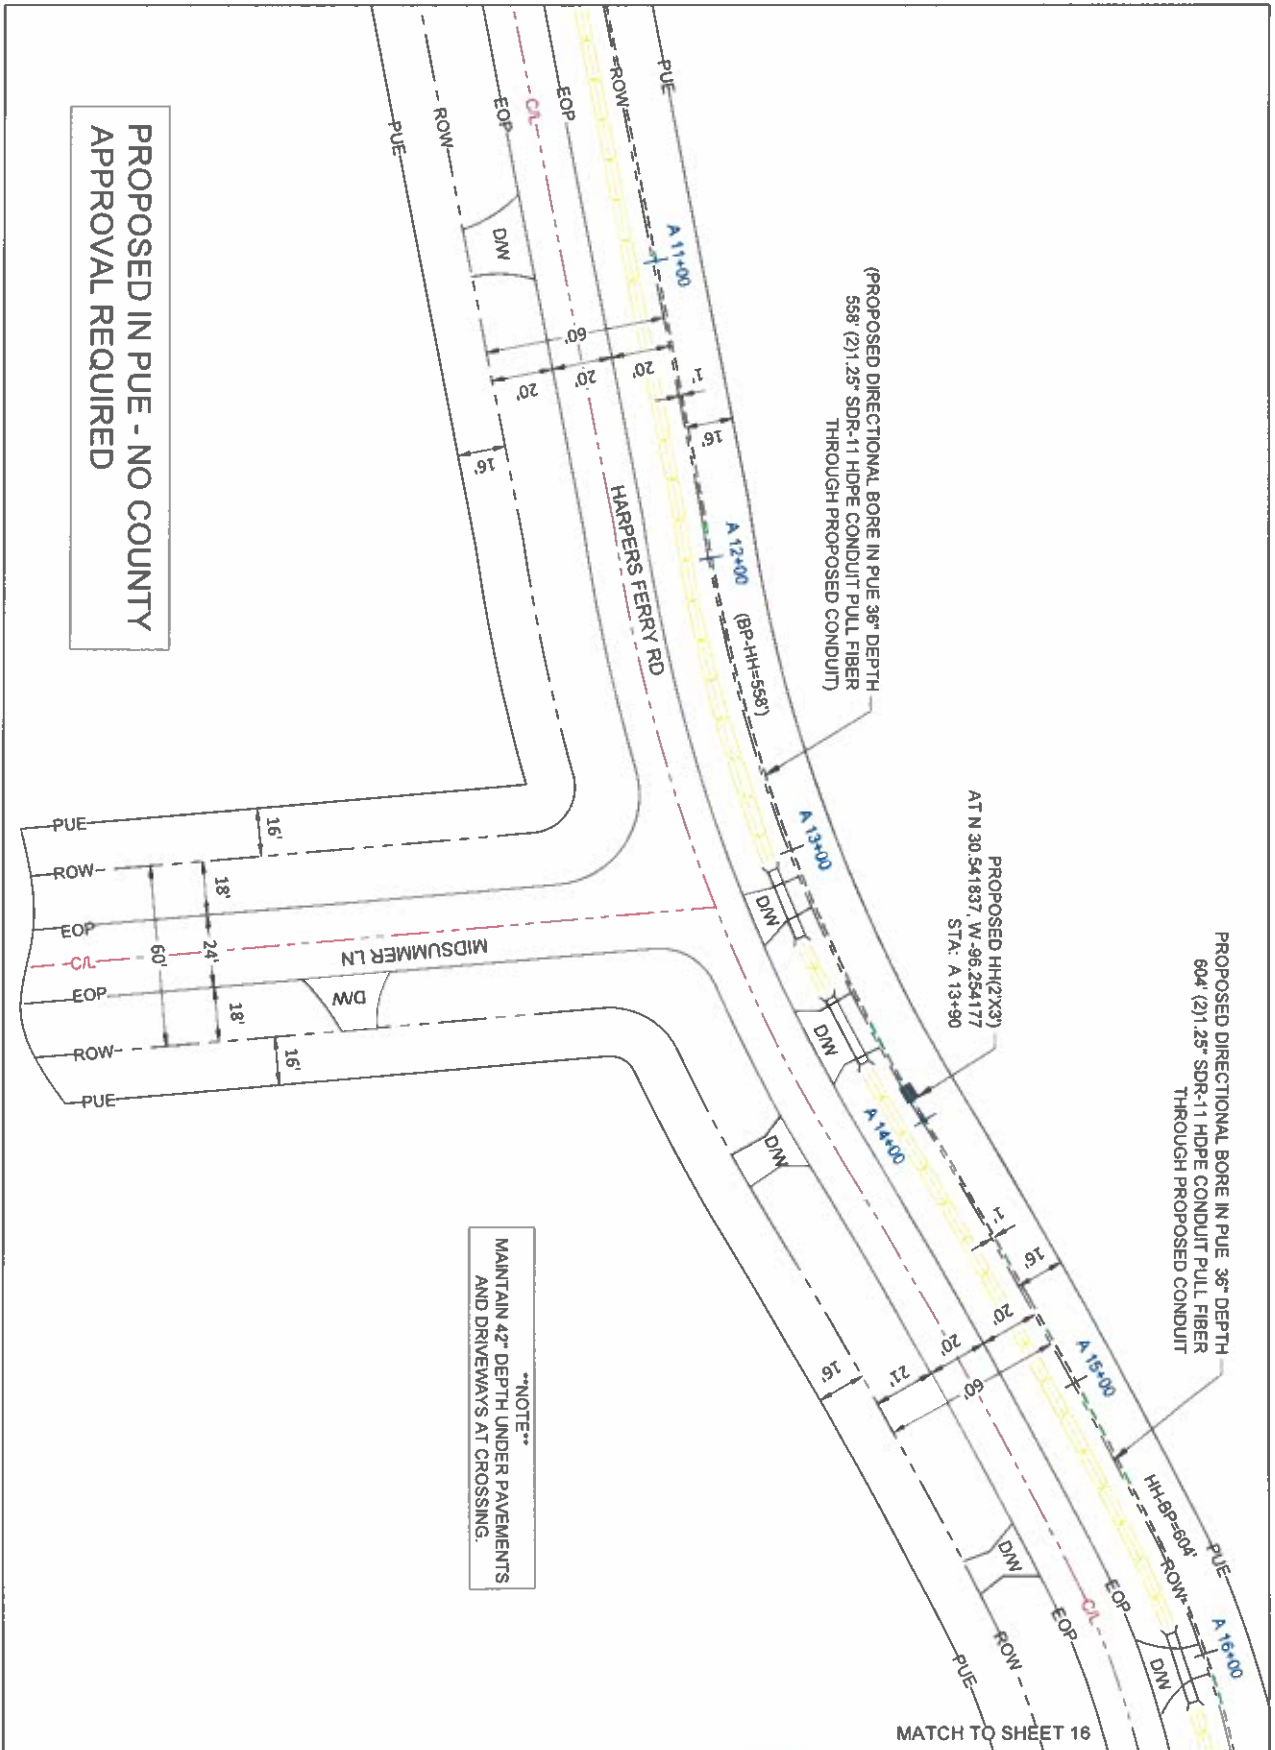 PROPOSED DIRECTIONAL BORE IN PUE 36" DEPTH
604' (2)1.25" SDR-11 HDPE CONDUIT PULL FIBER
THROUGH PROPOSED CONDUIT
(PROPOSED DIRECTIONAL BORE IN PUE 36" DEPTH
558' (2)1.25" SDR-11 HDPE CONDUIT PULL FIBER
THROUGH PROPOSED CONDUIT)
PROPOSED HH(2'X3')
AT N 30.541837, W -96.254177
STA: A 13+90
PUE
ROW
EOP
C/L
EOP
ROW
PUE
A 11+00
A 12+00
A 13+00
A 14+00
A 15+00
A 16+00
(BP-HH=558')
HH-BP=604'
HARPERS FERRY RD
MIDSUMMER LN
D/W
D/W
D/W
D/W
D/W
D/W
D/W
60'
20'
20'
20'
1'
16'
16'
1'
16'
20'
20'
21'
60'
16'
16'
18'
24'
60'
18'
16'
PUE
ROW
EOP
C/L
EOP
ROW
PUE
PUE
ROW
EOP
C/L
EOP
ROW
PUE
PROPOSED IN PUE - NO COUNTY
APPROVAL REQUIRED
**NOTE**
MAINTAIN 42" DEPTH UNDER PAVEMENTS
AND DRIVEWAYS AT CROSSING.
MATCH TO SHEET 16